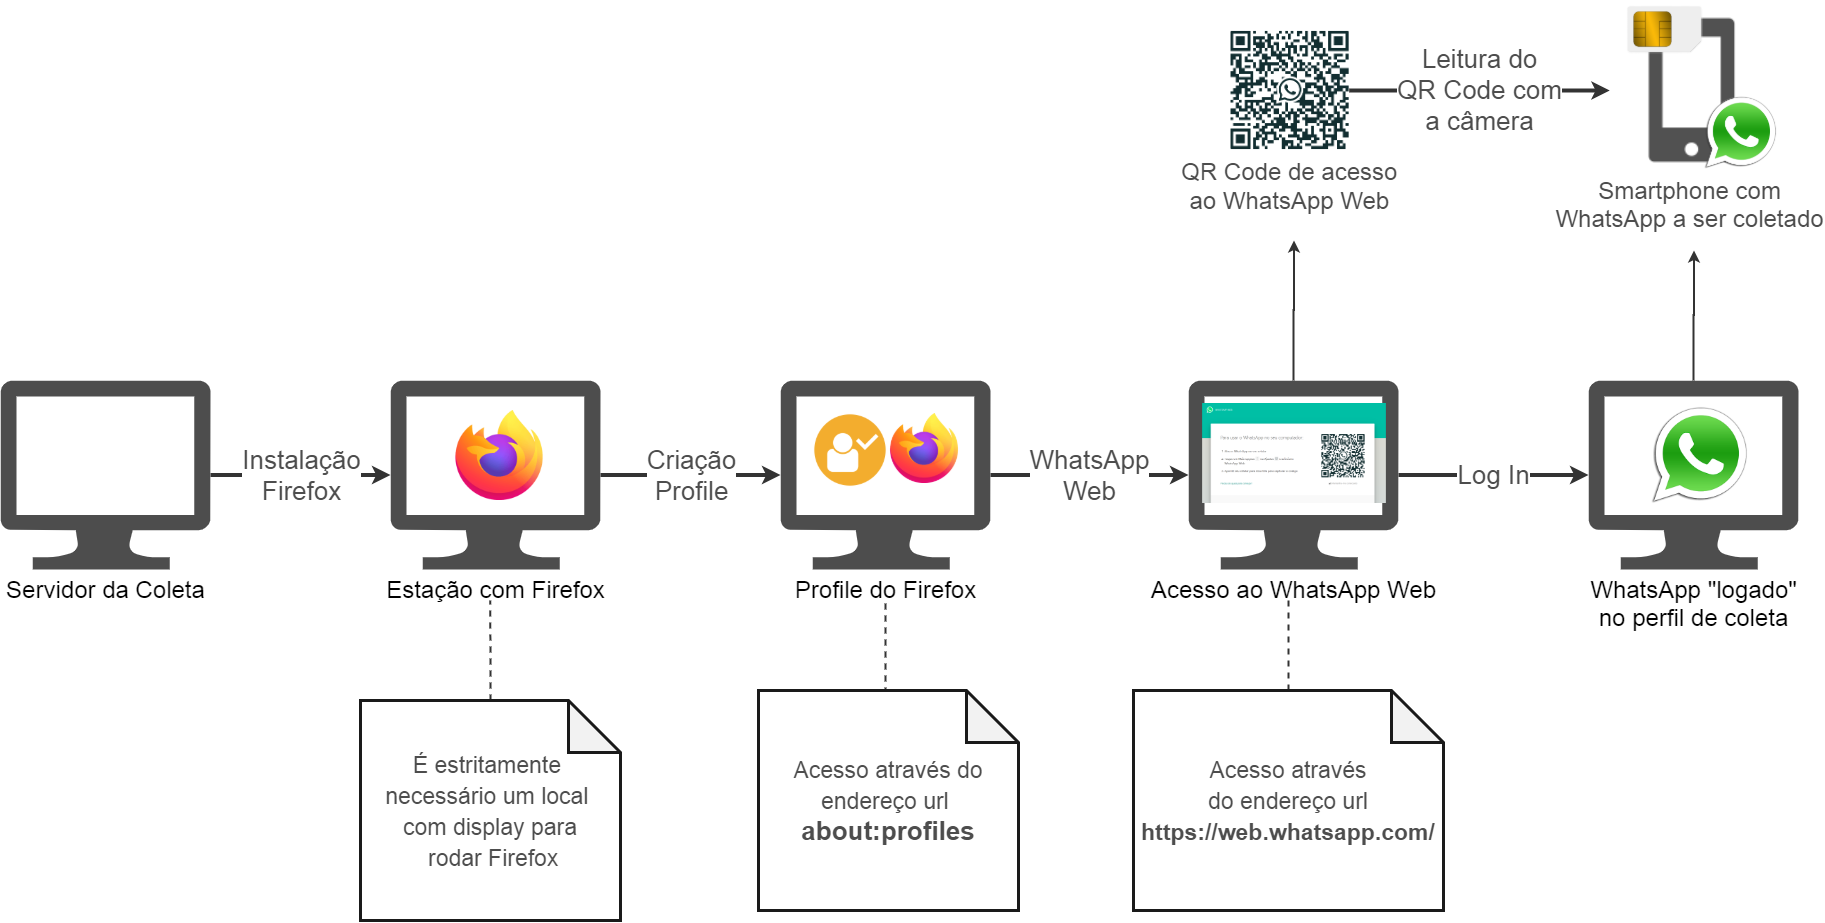 Leitura do
QR Code com
a câmera
QR Code de acesso
ao WhatsApp Web
Smartphone com
WhatsApp a ser coletado
Instalação
Firefox
Criação
Profile
WhatsApp
Web
Log In
Servidor da Coleta
Estação com Firefox
Profile do Firefox
Acesso ao WhatsApp Web
WhatsApp "logado"
no perfil de coleta
É estritamente
necessário um local
com display para
rodar Firefox
Acesso através do
endereço url
about:profiles
Acesso através
do endereço url
https://web.whatsapp.com/